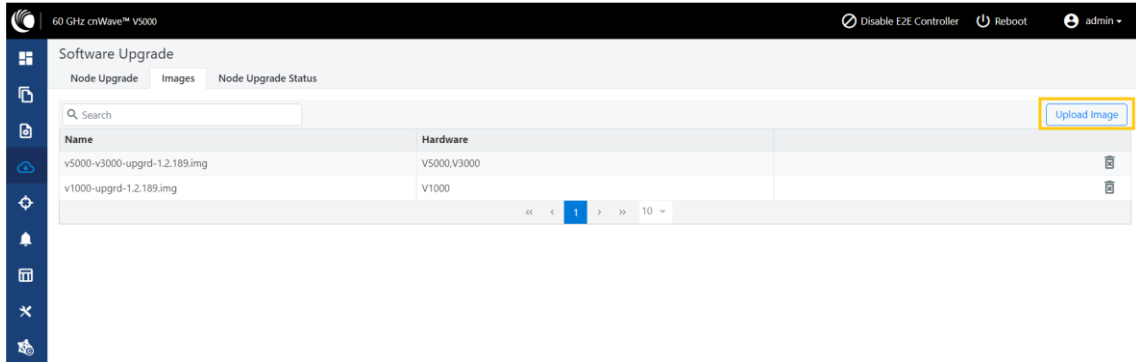 60 GHz cnWave™ V5000 Disable E2E Controller Reboot admin
Software Upgrade
Node Upgrade Images Node Upgrade Status
Search Upload Image
Name Hardware
v5000-v3000-upgrd-1.2.189.img V5000,V3000
v1000-upgrd-1.2.189.img V1000
« ‹ 1 › » 10